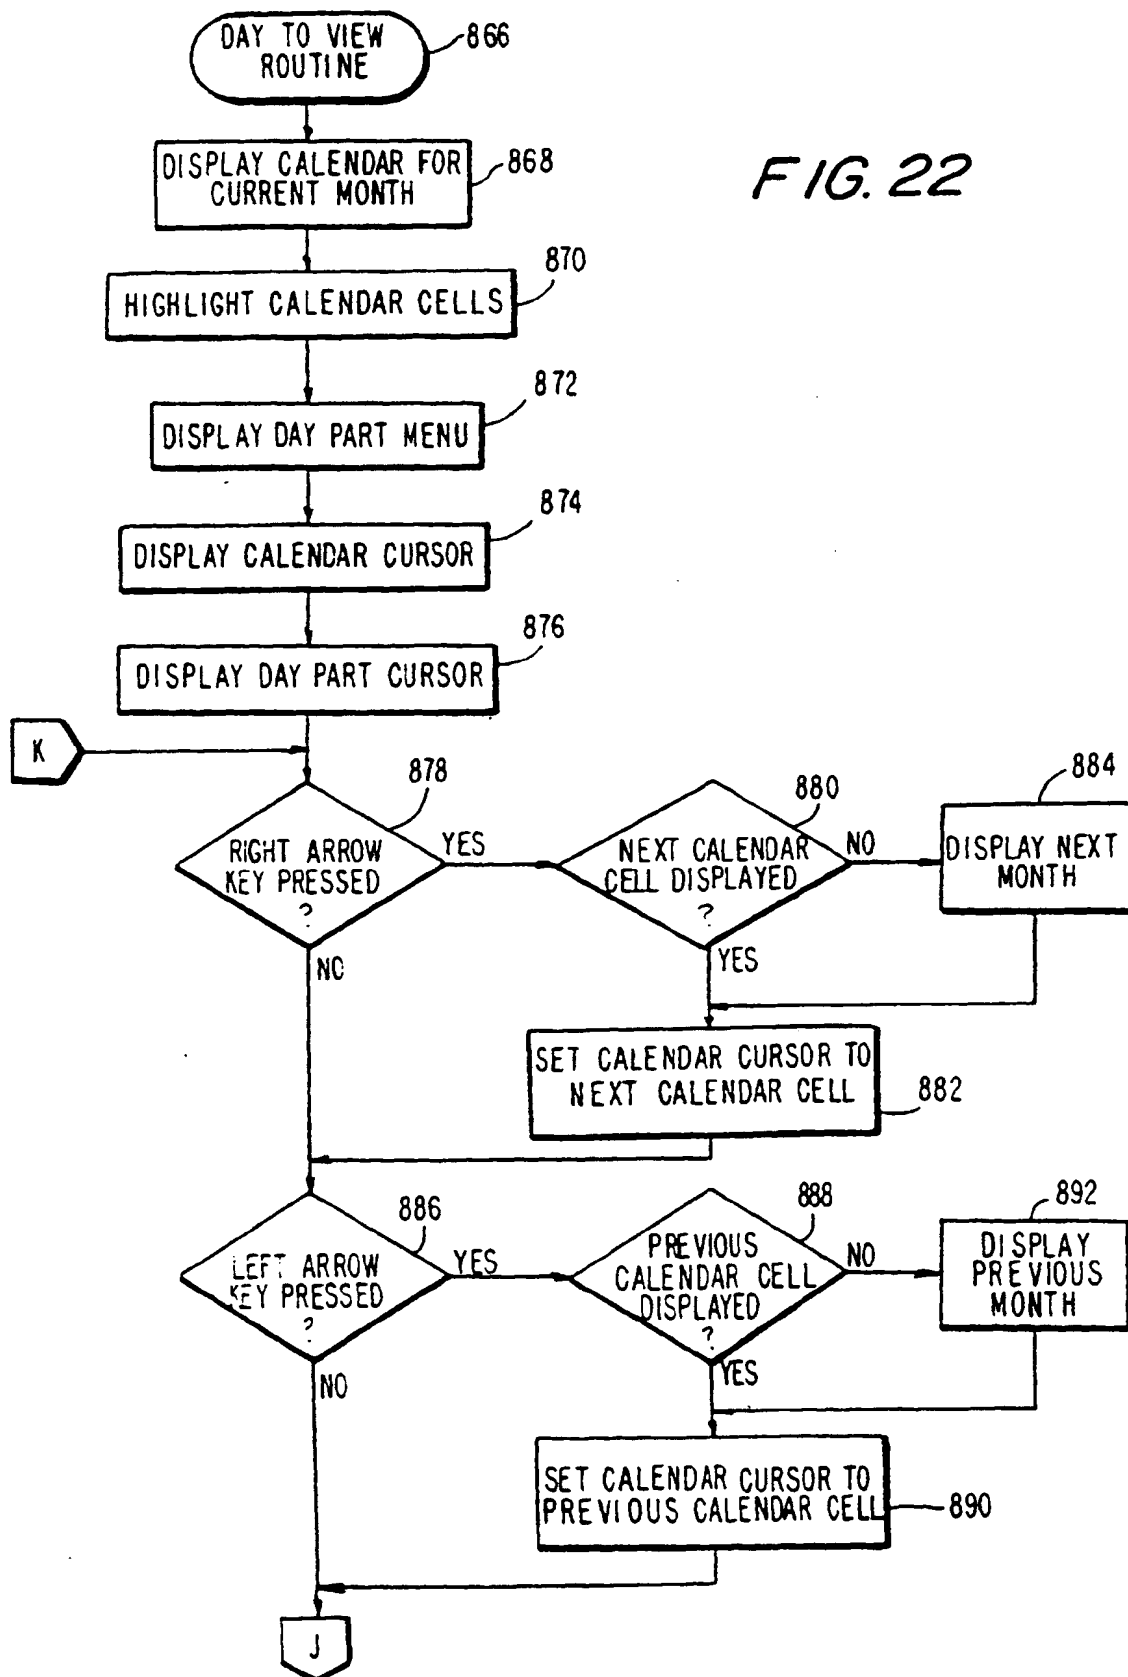 DAY TO VIEW
ROUTINE
866
DISPLAY CALENDAR FOR
CURRENT MONTH
868
FIG. 22
870
HIGHLIGHT CALENDAR CELLS
872
DISPLAY DAY PART MENU
874
DISPLAY CALENDAR CURSOR
876
DISPLAY DAY PART CURSOR
K
878
RIGHT ARROW
KEY PRESSED
?
YES
NO
880
NEXT CALENDAR
CELL DISPLAYED
?
NO
YES
884
DISPLAY NEXT
MONTH
SET CALENDAR CURSOR TO
NEXT CALENDAR CELL
882
886
LEFT ARROW
KEY PRESSED
?
YES
NO
888
PREVIOUS
CALENDAR CELL
DISPLAYED
?
NO
YES
892
DISPLAY
PREVIOUS
MONTH
SET CALENDAR CURSOR TO
PREVIOUS CALENDAR CELL
890
J